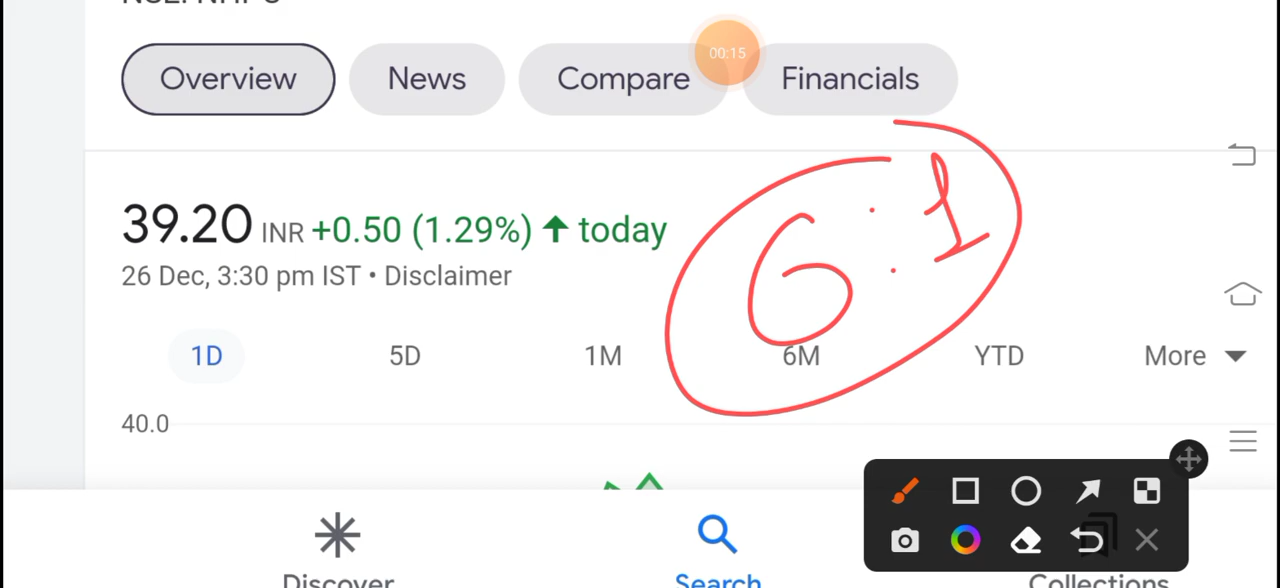 Overview News Compare Financials
00:15
39.20 INR +0.50 (1.29%) ↑ today
6:1
26 Dec, 3:30 pm IST • Disclaimer
1D 5D 1M 6M YTD More
40.0
Discover Search Collections